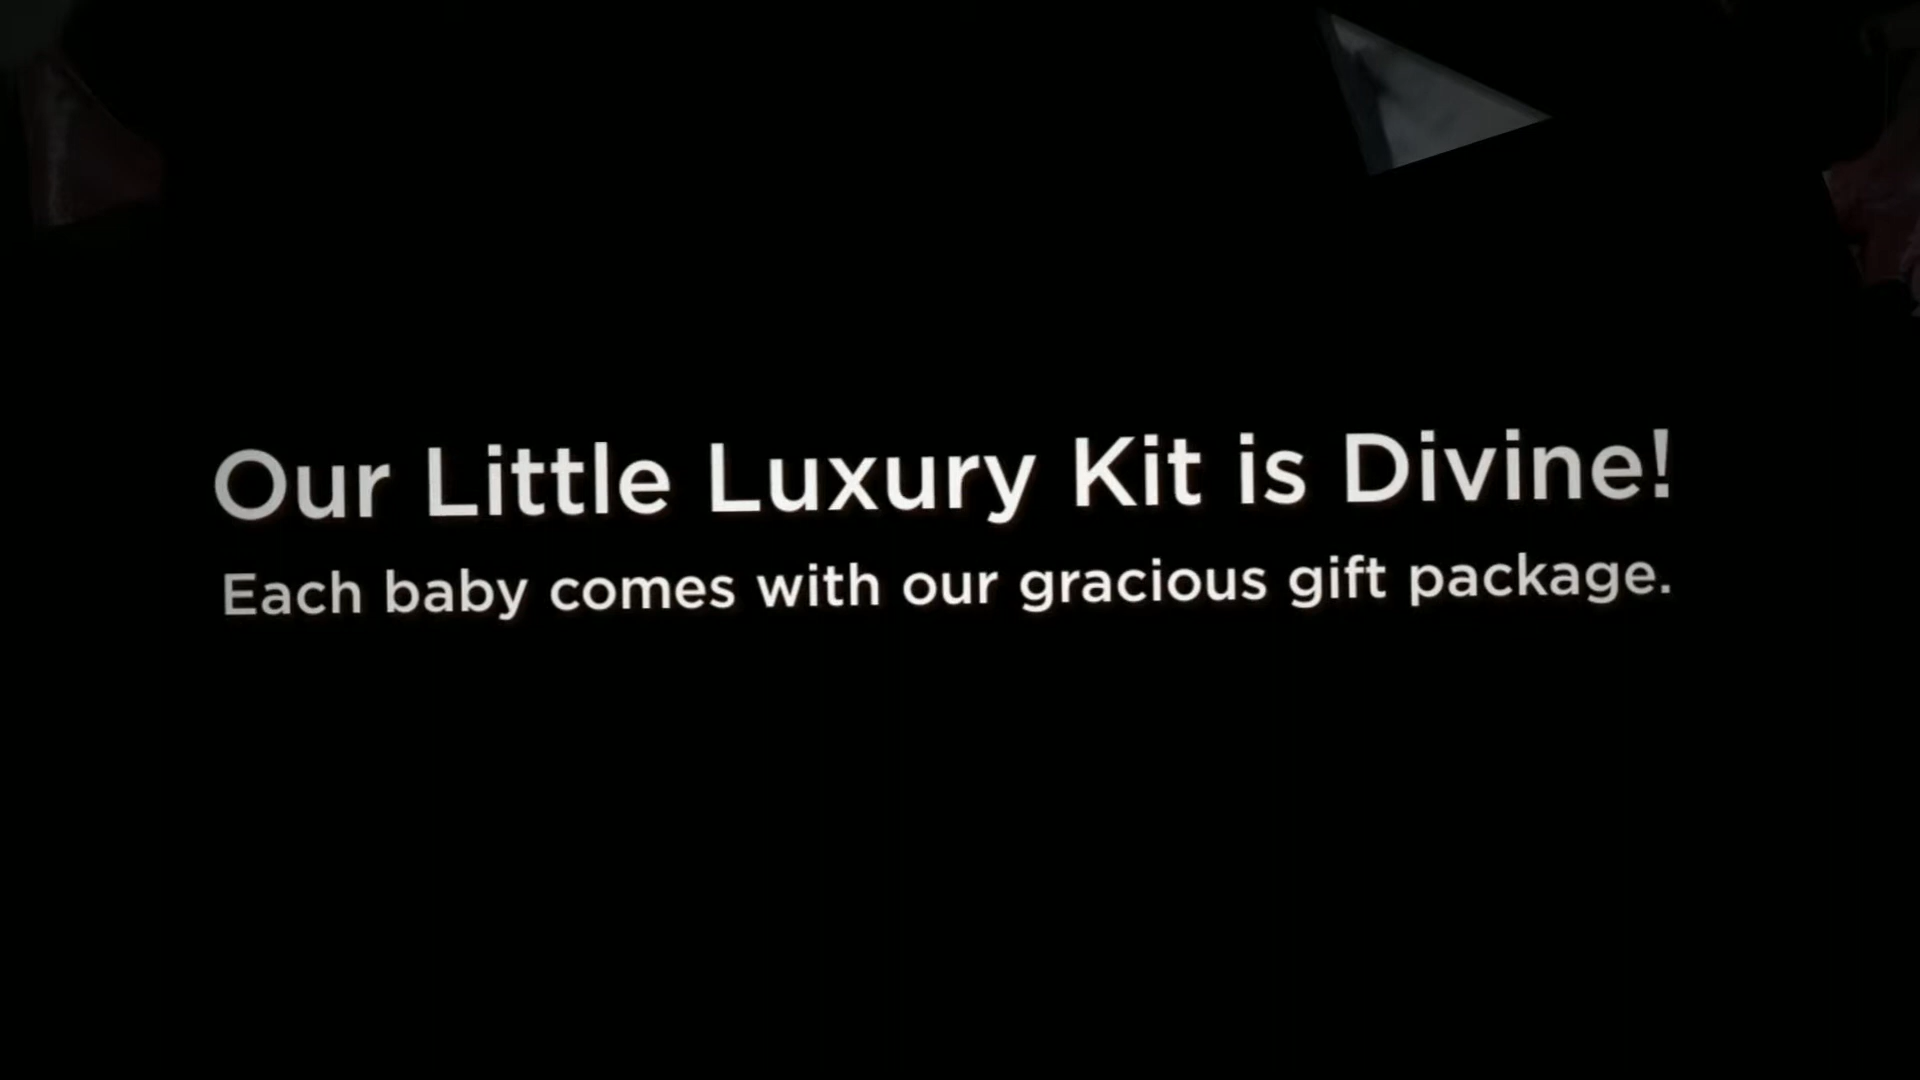 Our Little Luxury Kit is Divine!
Each baby comes with our gracious gift package.